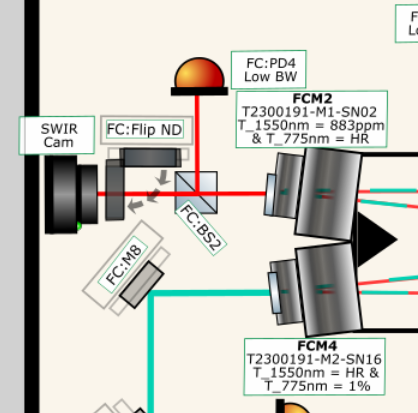 F
Lo
FC:PD4
Low BW
FCM2
T2300191-M1-SN02
T_1550nm = 883ppm
& T_775nm = HR
SWIR
Cam
FC:Flip ND
FC:BS2
FC:M8
FCM4
T2300191-M2-SN16
T_1550nm = HR &
T_775nm = 1%